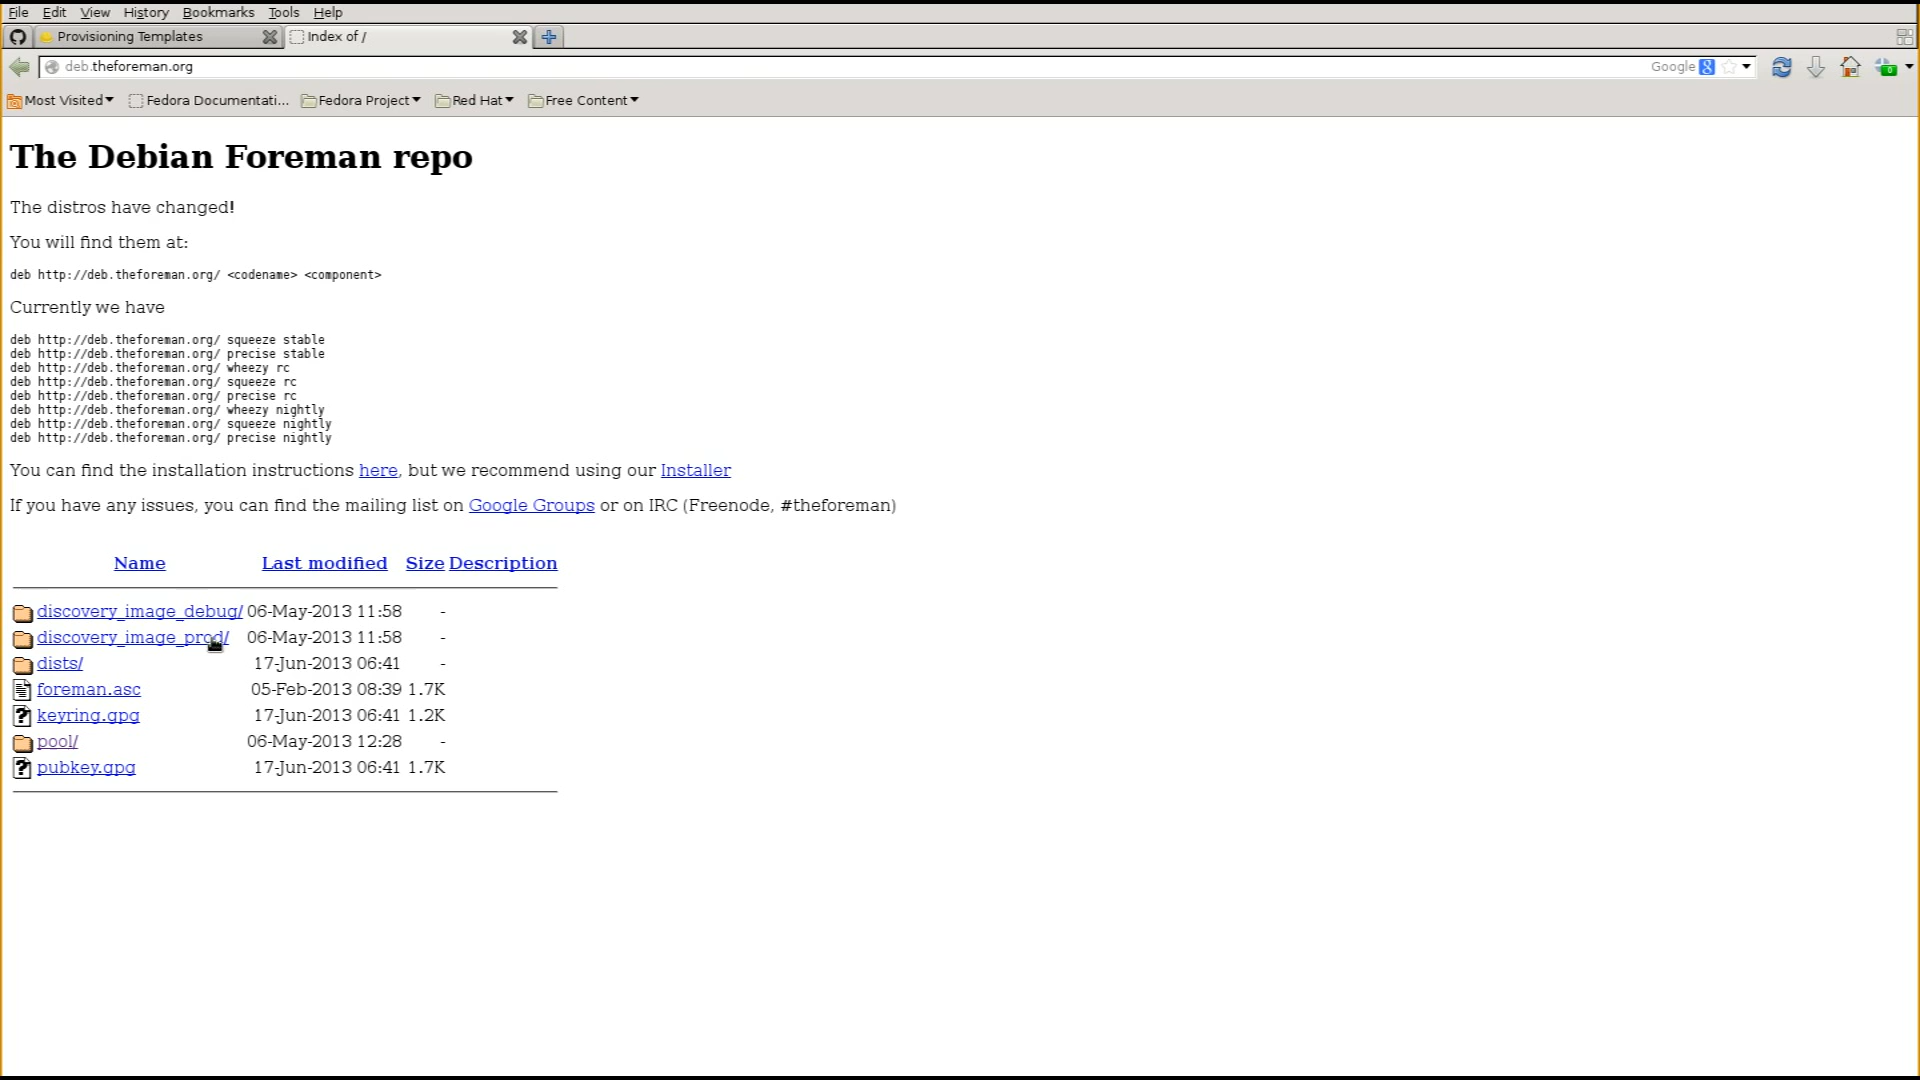 File Edit View History Bookmarks Tools Help
Provisioning Templates
Index of /
deb.theforeman.org
Google 8
Most Visited
Fedora Documentati...
Fedora Project
Red Hat
Free Content
The Debian Foreman repo
The distros have changed!
You will find them at:
deb http://deb.theforeman.org/ <codename> <component>
Currently we have
deb http://deb.theforeman.org/ squeeze stable
deb http://deb.theforeman.org/ precise stable
deb http://deb.theforeman.org/ wheezy rc
deb http://deb.theforeman.org/ squeeze rc
deb http://deb.theforeman.org/ precise rc
deb http://deb.theforeman.org/ wheezy nightly
deb http://deb.theforeman.org/ squeeze nightly
deb http://deb.theforeman.org/ precise nightly
You can find the installation instructions here, but we recommend using our Installer
If you have any issues, you can find the mailing list on Google Groups or on IRC (Freenode, #theforeman)
Name Last modified Size Description
discovery_image_debug/ 06-May-2013 11:58 -
discovery_image_prod/ 06-May-2013 11:58 -
dists/ 17-Jun-2013 06:41 -
foreman.asc 05-Feb-2013 08:39 1.7K
keyring.gpg 17-Jun-2013 06:41 1.2K
pool/ 06-May-2013 12:28 -
pubkey.gpg 17-Jun-2013 06:41 1.7K